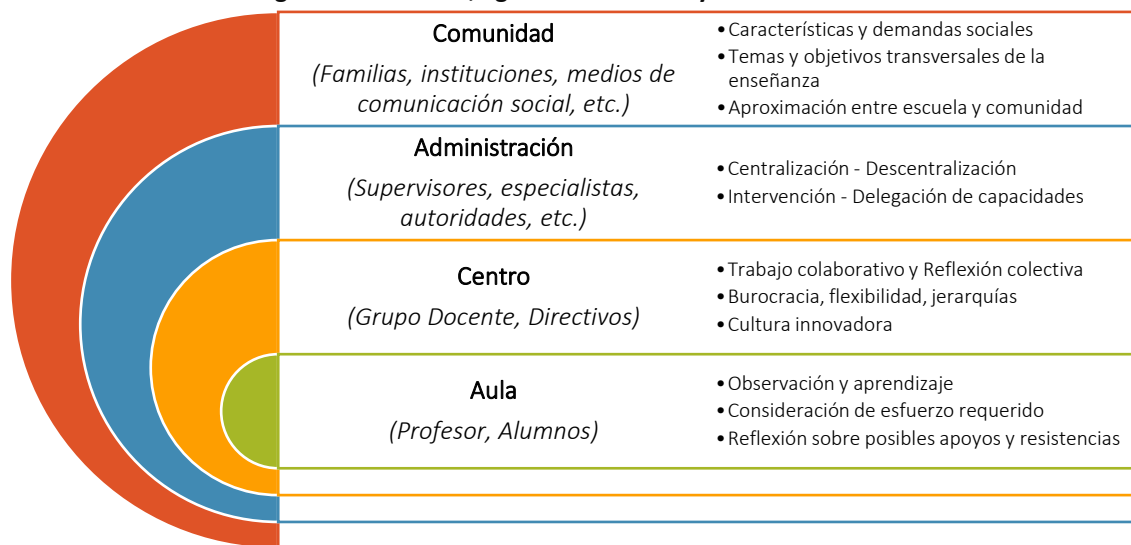 Comunidad
(Familias, instituciones, medios de
comunicación social, etc.)
•Características y demandas sociales
•Temas y objetivos transversales de la
enseñanza
•Aproximación entre escuela y comunidad
Administración
(Supervisores, especialistas,
autoridades, etc.)
•Centralización - Descentralización
•Intervención - Delegación de capacidades
Centro
(Grupo Docente, Directivos)
•Trabajo colaborativo y Reflexión colectiva
•Burocracia, flexibilidad, jerarquías
•Cultura innovadora
Aula
(Profesor, Alumnos)
•Observación y aprendizaje
•Consideración de esfuerzo requerido
•Reflexión sobre posibles apoyos y resistencias